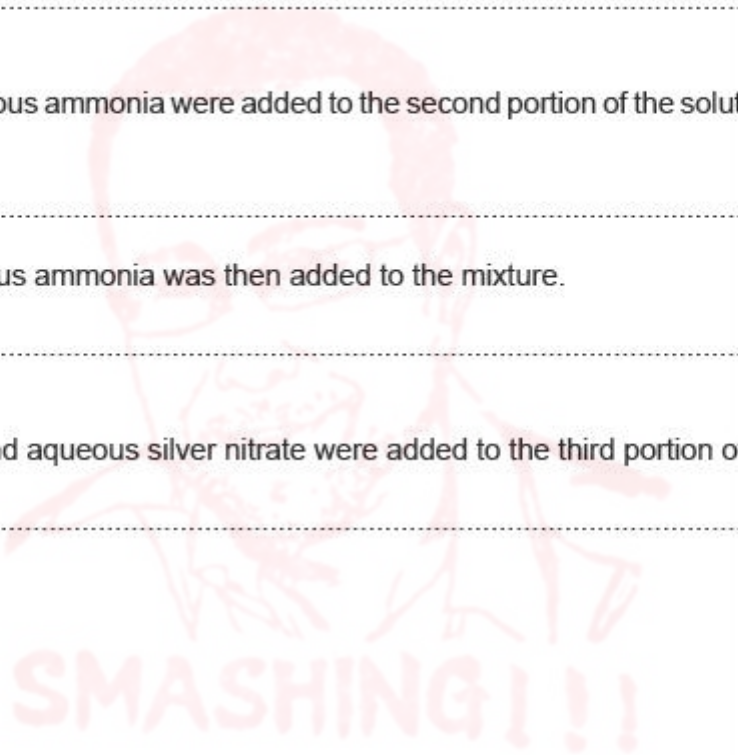 ous ammonia were added to the second portion of the solut
us ammonia was then added to the mixture.
d aqueous silver nitrate were added to the third portion o
SMASHING!!!